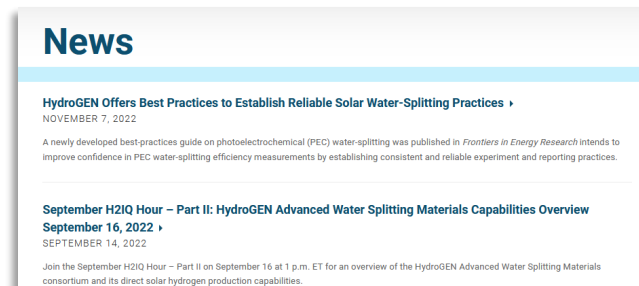 News
HydroGEN Offers Best Practices to Establish Reliable Solar Water-Splitting Practices
NOVEMBER 7, 2022
A newly developed best-practices guide on photoelectrochemical (PEC) water-splitting was published in Frontiers in Energy Research intends to
improve confidence in PEC water-splitting efficiency measurements by establishing consistent and reliable experiment and reporting practices.
September H2IQ Hour – Part II: HydroGEN Advanced Water Splitting Materials Capabilities Overview
September 16, 2022
SEPTEMBER 14, 2022
Join the September H2IQ Hour – Part II on September 16 at 1 p.m. ET for an overview of the HydroGEN Advanced Water Splitting Materials
consortium and its direct solar hydrogen production capabilities.